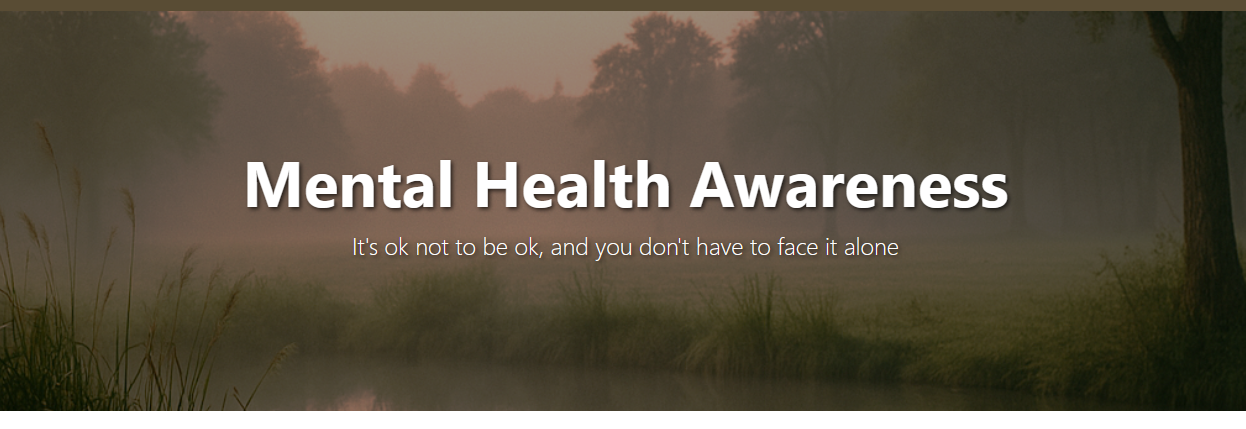 Mental Health Awareness
It's ok not to be ok, and you don't have to face it alone